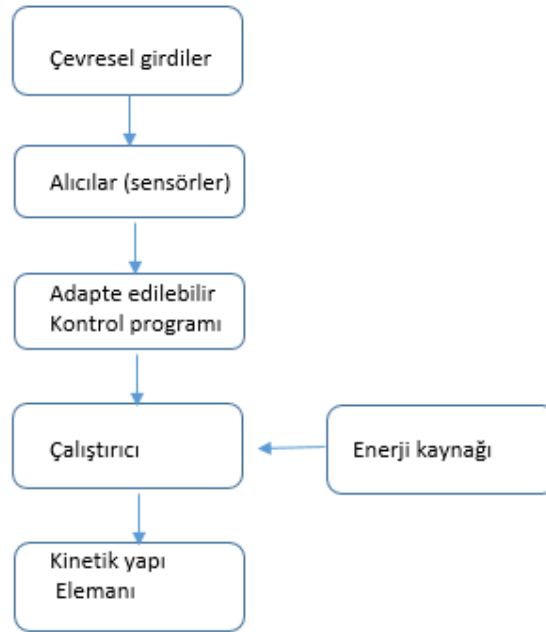 Çevresel girdiler
Alıcılar (sensörler)
Adapte edilebilir
Kontrol programı
Çalıştırıcı
Enerji kaynağı
Kinetik yapı
Elemanı